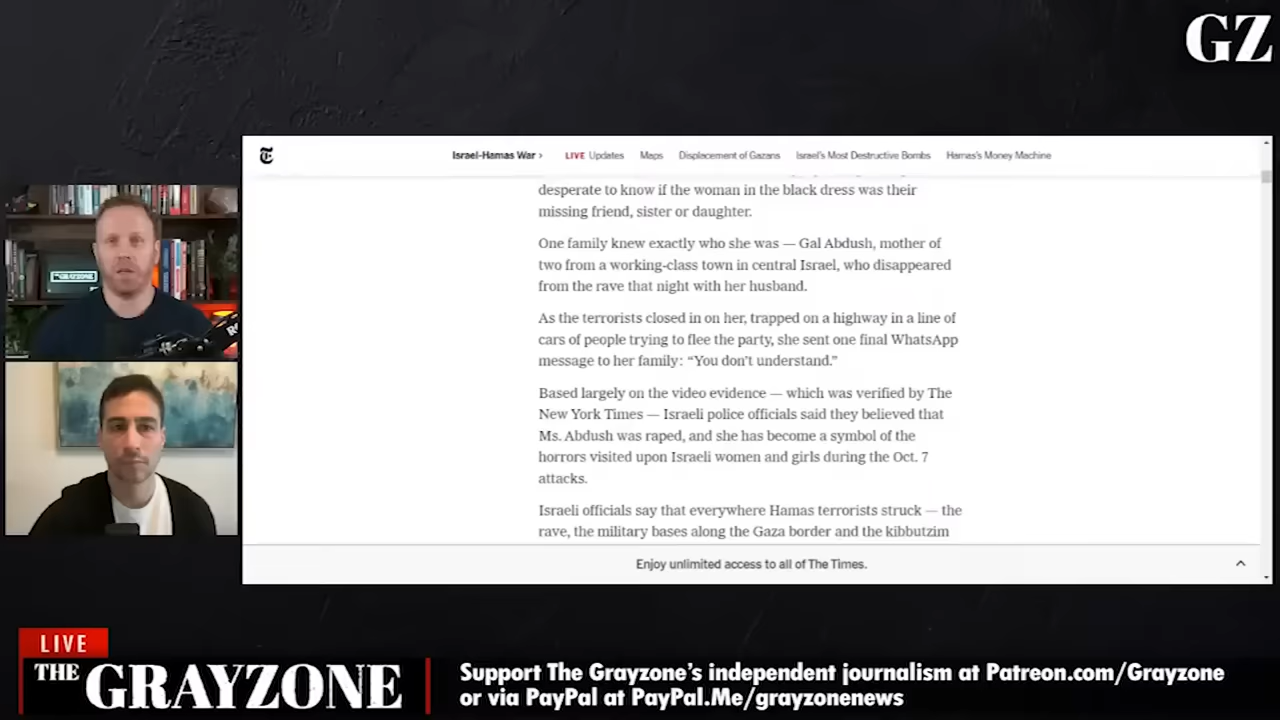 GZ
Israel-Hamas War › LIVE Updates Maps Displacement of Gazans Israel's Most Destructive Bombs Hamas's Money Machine
desperate to know if the woman in the black dress was their
missing friend, sister or daughter.
One family knew exactly who she was — Gal Abdush, mother of
two from a working-class town in central Israel, who disappeared
from the rave that night with her husband.
As the terrorists closed in on her, trapped on a highway in a line of
cars of people trying to flee the party, she sent one final WhatsApp
message to her family: “You don’t understand.”
Based largely on the video evidence — which was verified by The
New York Times — Israeli police officials said they believed that
Ms. Abdush was raped, and she has become a symbol of the
horrors visited upon Israeli women and girls during the Oct. 7
attacks.
Israeli officials say that everywhere Hamas terrorists struck — the
rave, the military bases along the Gaza border and the kibbutzim
Enjoy unlimited access to all of The Times.
GRAYZONE
LIVE
THE GRAYZONE
Support The Grayzone's independent journalism at Patreon.com/Grayzone
or via PayPal at PayPal.Me/grayzonenews